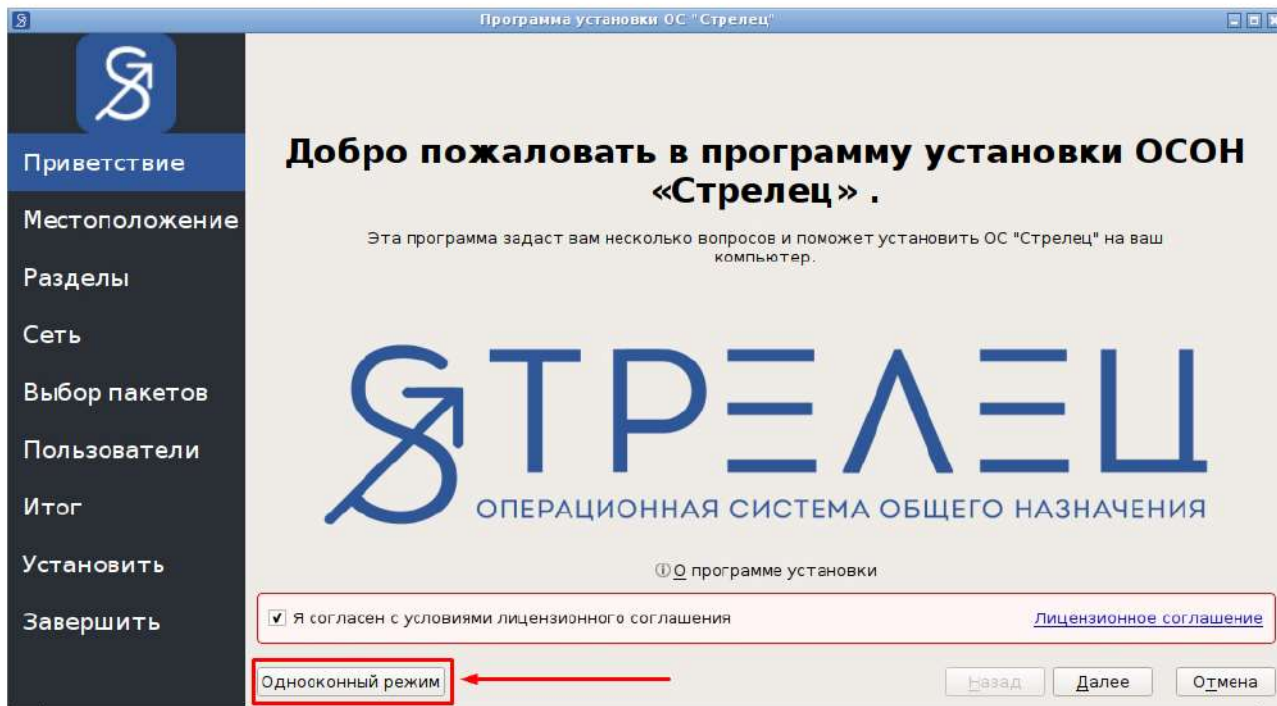 Программа установки ОС "Стрелец"
Приветствие
Местоположение
Разделы
Сеть
Выбор пакетов
Пользователи
Итог
Установить
Завершить
Добро пожаловать в программу установки ОСОН
«Стрелец» .
Эта программа задаст вам несколько вопросов и поможет установить ОС "Стрелец" на ваш
компьютер.
SТРЕЛЕЦ
ОПЕРАЦИОННАЯ СИСТЕМА ОБЩЕГО НАЗНАЧЕНИЯ
О программе установки
Я согласен с условиями лицензионного соглашения
Лицензионное соглашение
Однооконный режим
Назад
Далее
Отмена